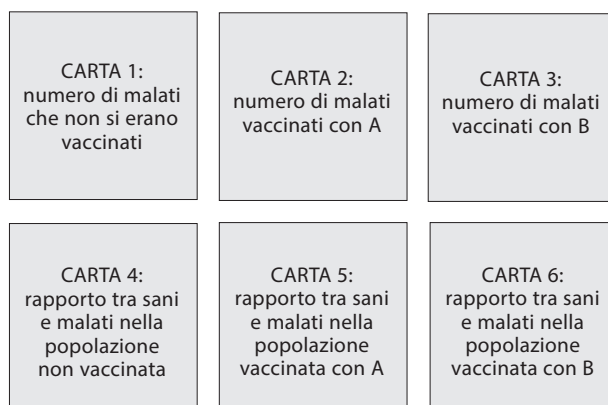 CARTA 1:
numero di malati
che non si erano
vaccinati
CARTA 2:
numero di malati
vaccinati con A
CARTA 3:
numero di malati
vaccinati con B
CARTA 4:
rapporto tra sani
e malati nella
popolazione
non vaccinata
CARTA 5:
rapporto tra sani
e malati nella
popolazione
vaccinata con A
CARTA 6:
rapporto tra sani
e malati nella
popolazione
vaccinata con B